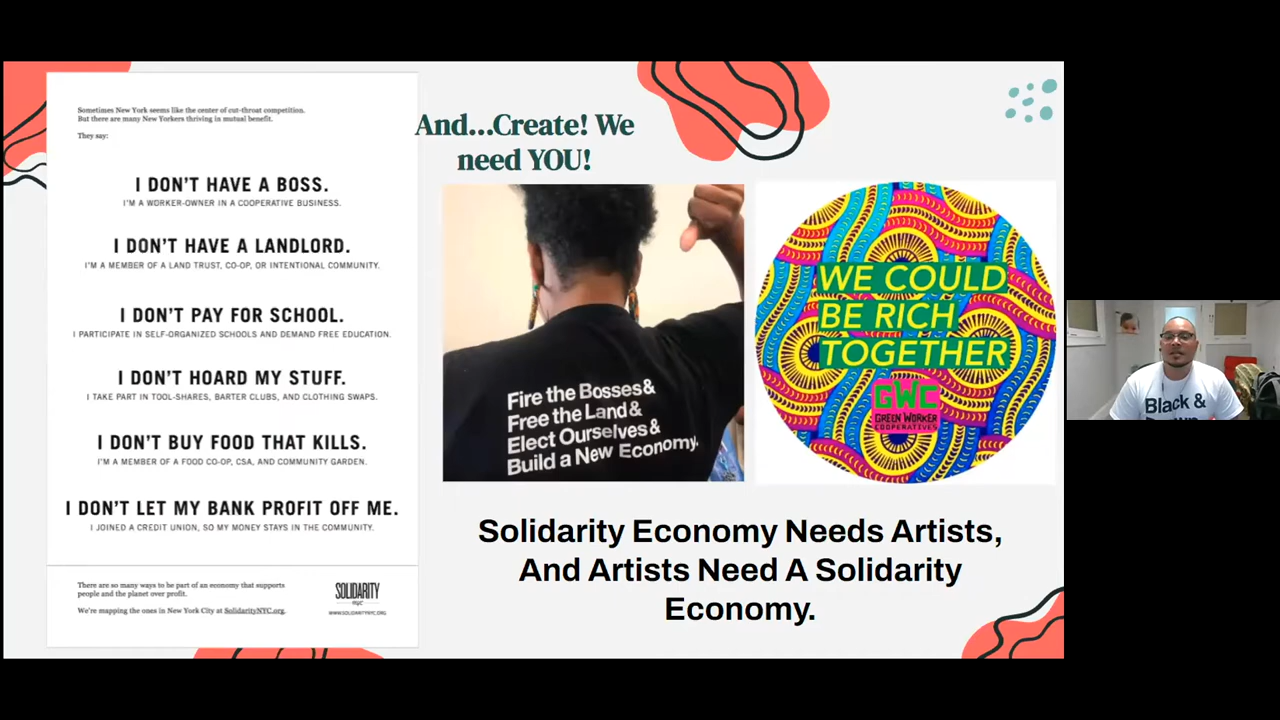 Sometimes New York seems like the center of cut-throat competition.
But there are many New Yorkers thriving in mutual benefit.
They say:
I DON'T HAVE A BOSS.
I'M A WORKER-OWNER IN A COOPERATIVE BUSINESS.
I DON'T HAVE A LANDLORD.
I'M A MEMBER OF A LAND TRUST, CO-OP, OR INTENTIONAL COMMUNITY.
I DON'T PAY FOR SCHOOL.
I PARTICIPATE IN SELF-ORGANIZED SCHOOLS AND DEMAND FREE EDUCATION.
I DON'T HOARD MY STUFF.
I TAKE PART IN TOOL-SHARES, BARTER CLUBS, AND CLOTHING SWAPS.
I DON'T BUY FOOD THAT KILLS.
I'M A MEMBER OF A FOOD CO-OP, CSA, AND COMMUNITY GARDEN.
I DON'T LET MY BANK PROFIT OFF ME.
I JOINED A CREDIT UNION, SO MY MONEY STAYS IN THE COMMUNITY.
There are so many ways to be part of an economy that supports
people and the planet over profit.
We're mapping the ones in New York City at SolidarityNYC.org.
SOLIDARITY
NYC
WWW.SOLIDARITYNYC.ORG
And...Create! We
need YOU!
Fire the Bosses&
Free the Land&
Elect Ourselves&
Build a New Economy.
WE COULD
BE RICH
TOGETHER
GWC
GREEN WORKER
COOPERATIVES
Solidarity Economy Needs Artists,
And Artists Need A Solidarity
Economy.
Black &